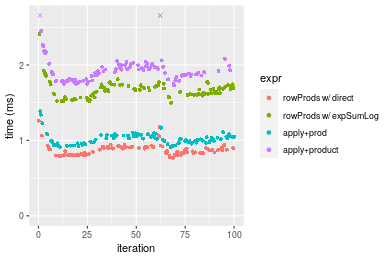 time (ms)
2
1
0
0
25
50
75
100
iteration
expr
rowProds w/ direct
rowProds w/ expSumLog
apply+prod
apply+product